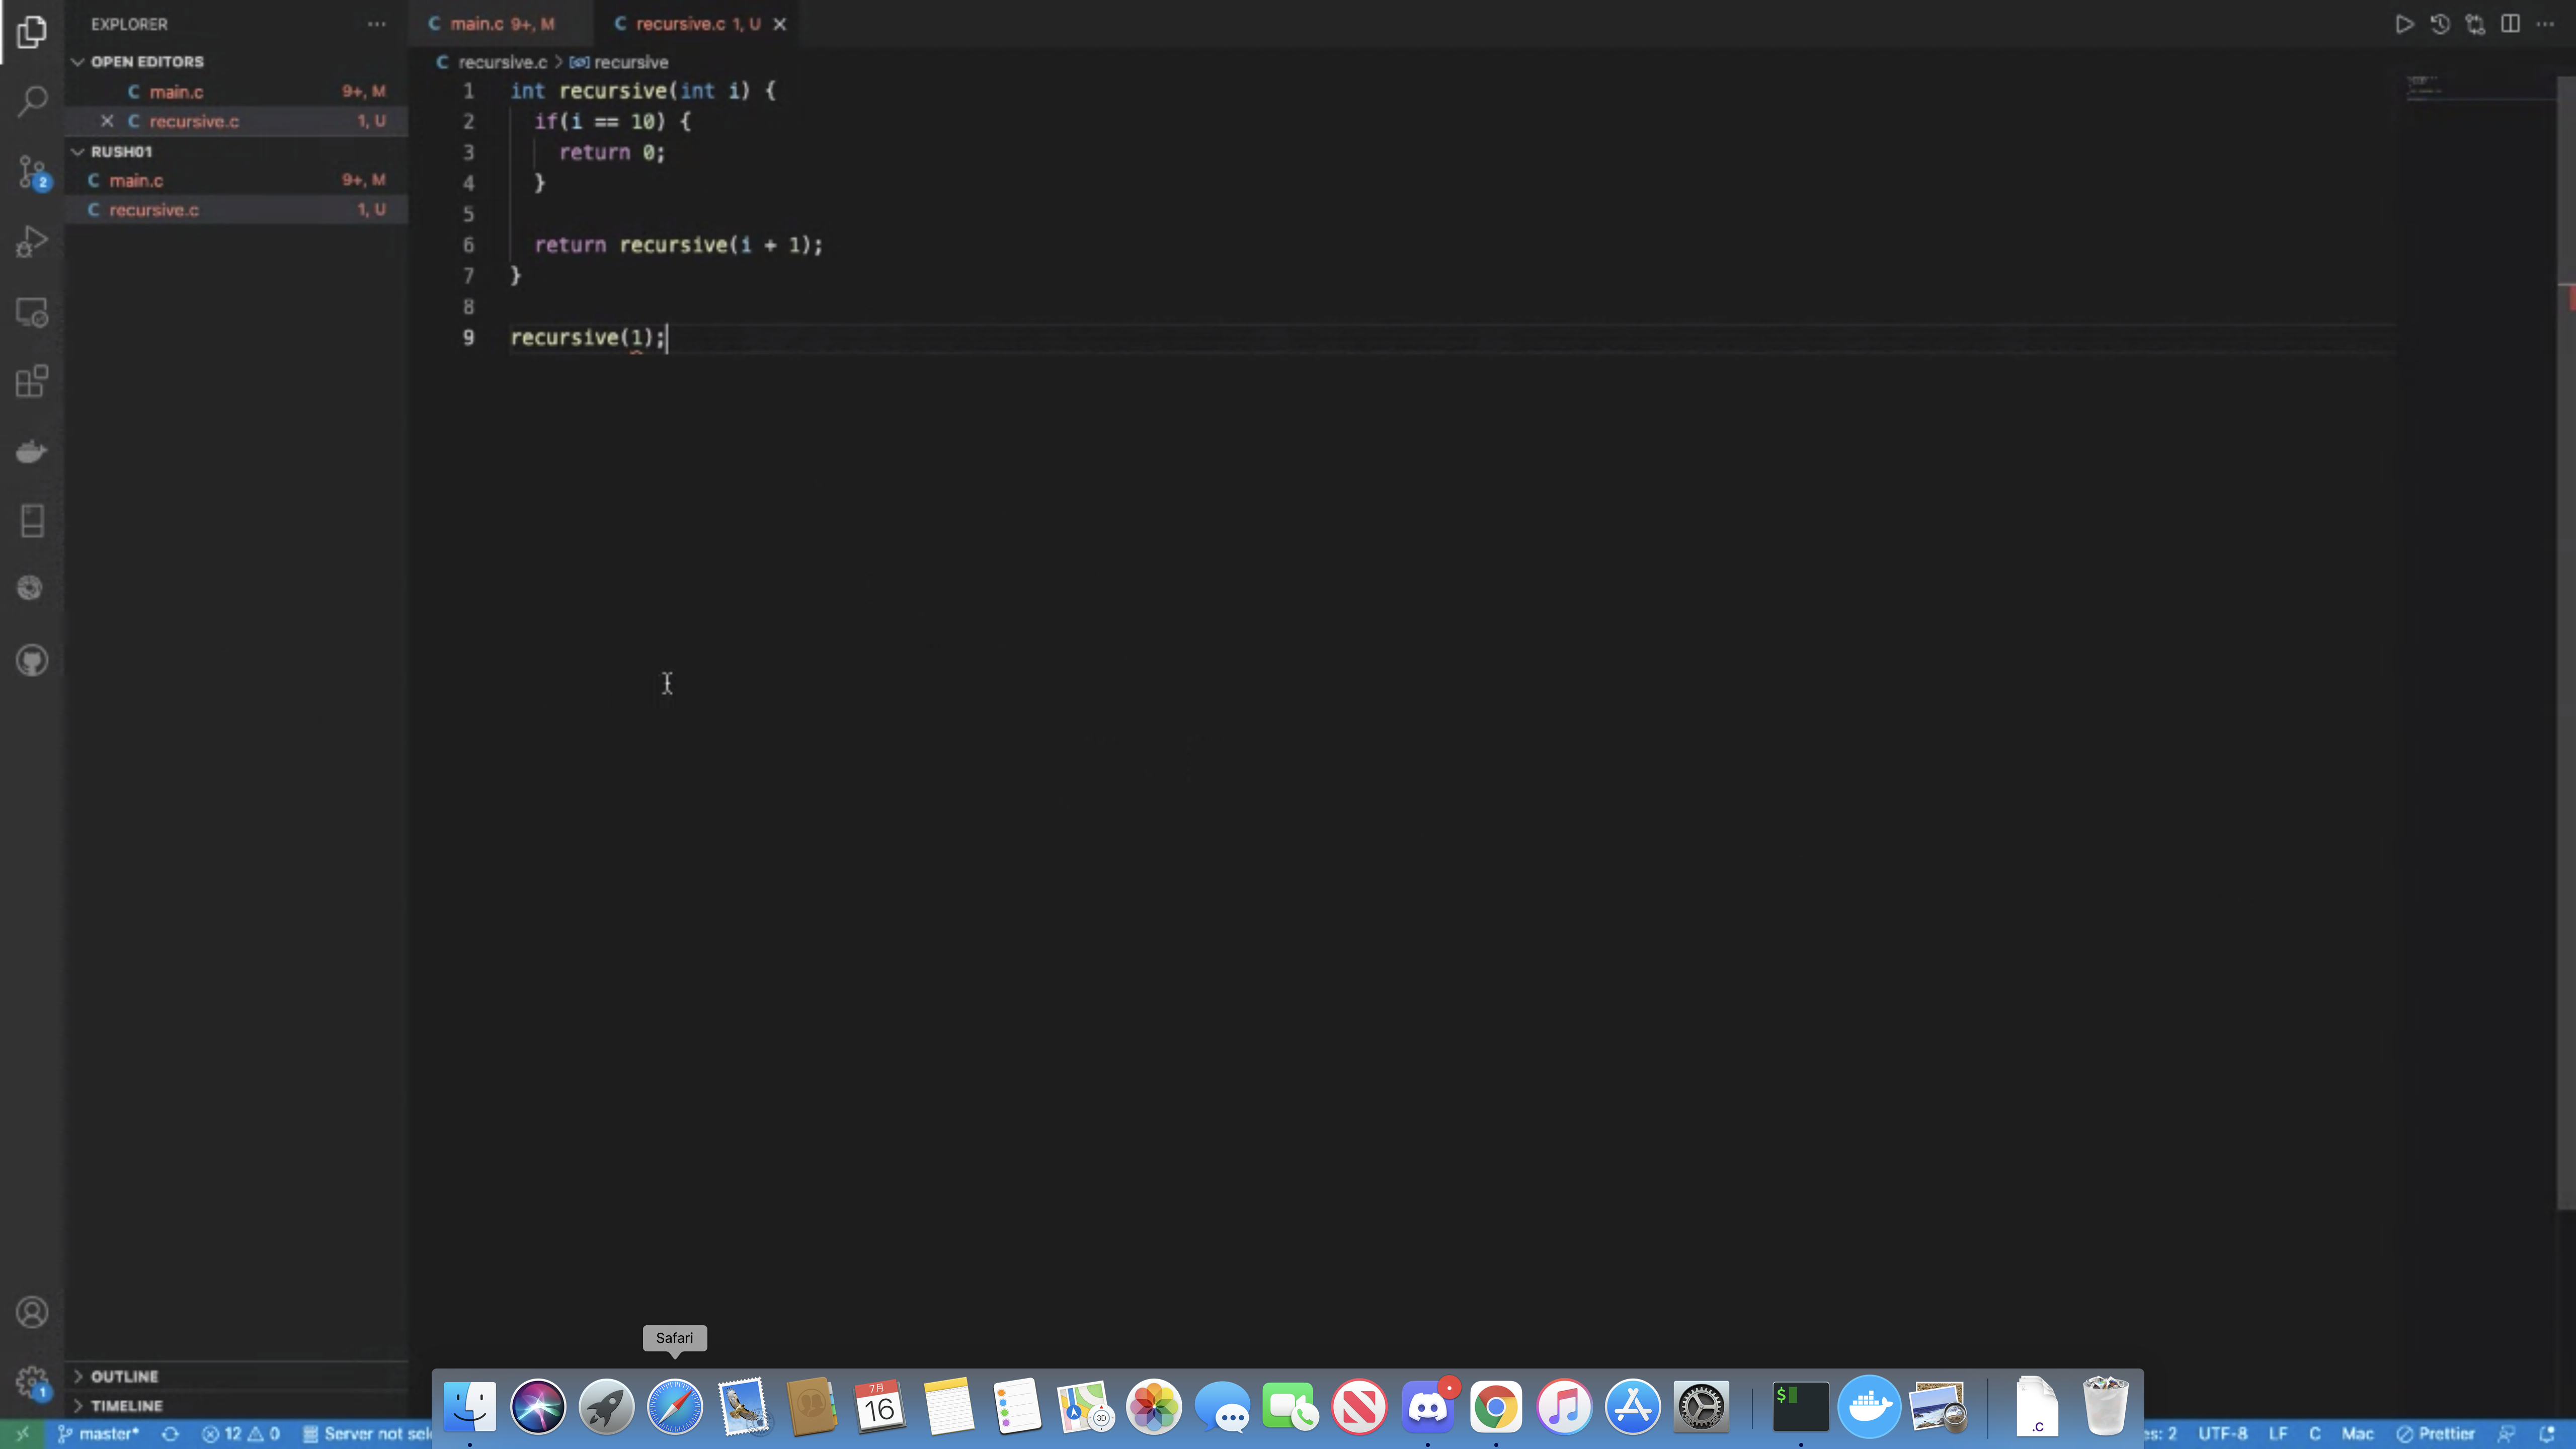 EXPLORER
OPEN EDITORS
main.c 9+, M
recursive.c 1, U
RUSH01
main.c 9+, M
recursive.c 1, U
OUTLINE
TIMELINE
main.c 9+, M
recursive.c 1, U
recursive.c > recursive
1 int recursive(int i) {
2 if(i == 10) {
3 return 0;
4 }
5
6 return recursive(i + 1);
7 }
8
9 recursive(1);
Safari
7月
16
3D
$
.C
2
1
master*
12 0
Server not sel
es: 2
UTF-8
LF
C
Mac
Prettier